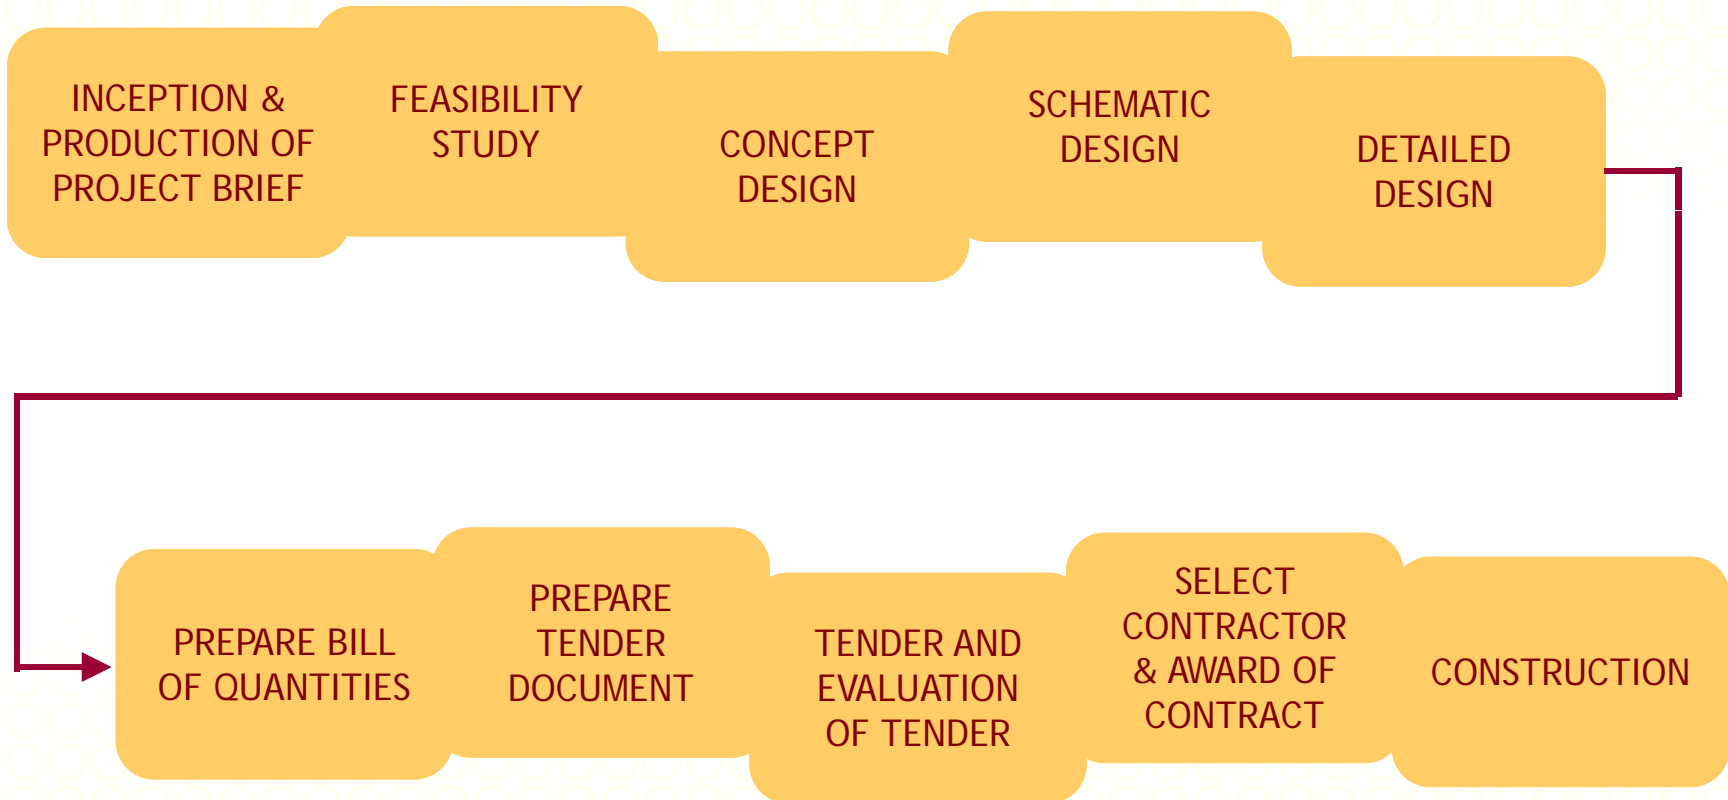 INCEPTION &
PRODUCTION OF
PROJECT BRIEF
FEASIBILITY
STUDY
CONCEPT
DESIGN
SCHEMATIC
DESIGN
DETAILED
DESIGN
PREPARE BILL
OF QUANTITIES
PREPARE
TENDER
DOCUMENT
TENDER AND
EVALUATION
OF TENDER
SELECT
CONTRACTOR
& AWARD OF
CONTRACT
CONSTRUCTION